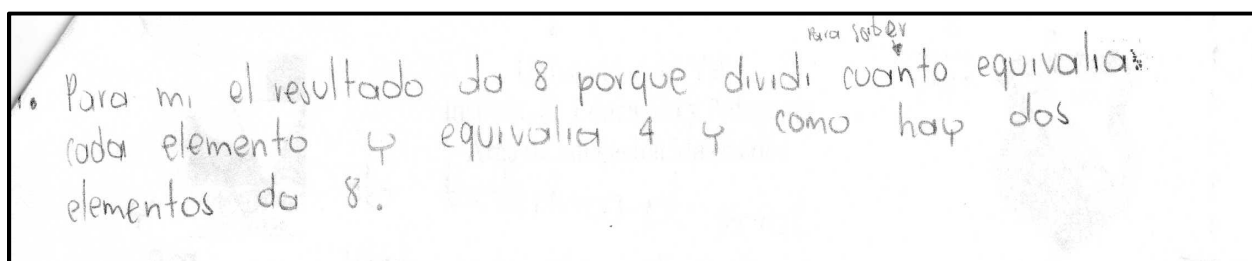 Para saber
1. Para mi el resultado da 8 porque dividi cuanto equivalia
cada elemento y equivalia 4 y como hay dos
elementos da 8.